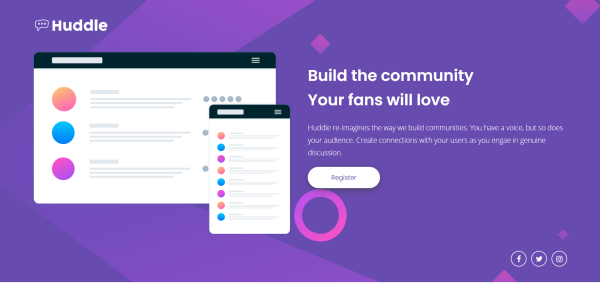 Huddle
Build the community
Your fans will love
Huddle re-imagines the way we build communities. You have a voice, but so does
your audience. Create connections with your users as you engae in genuine
discussion.
Register